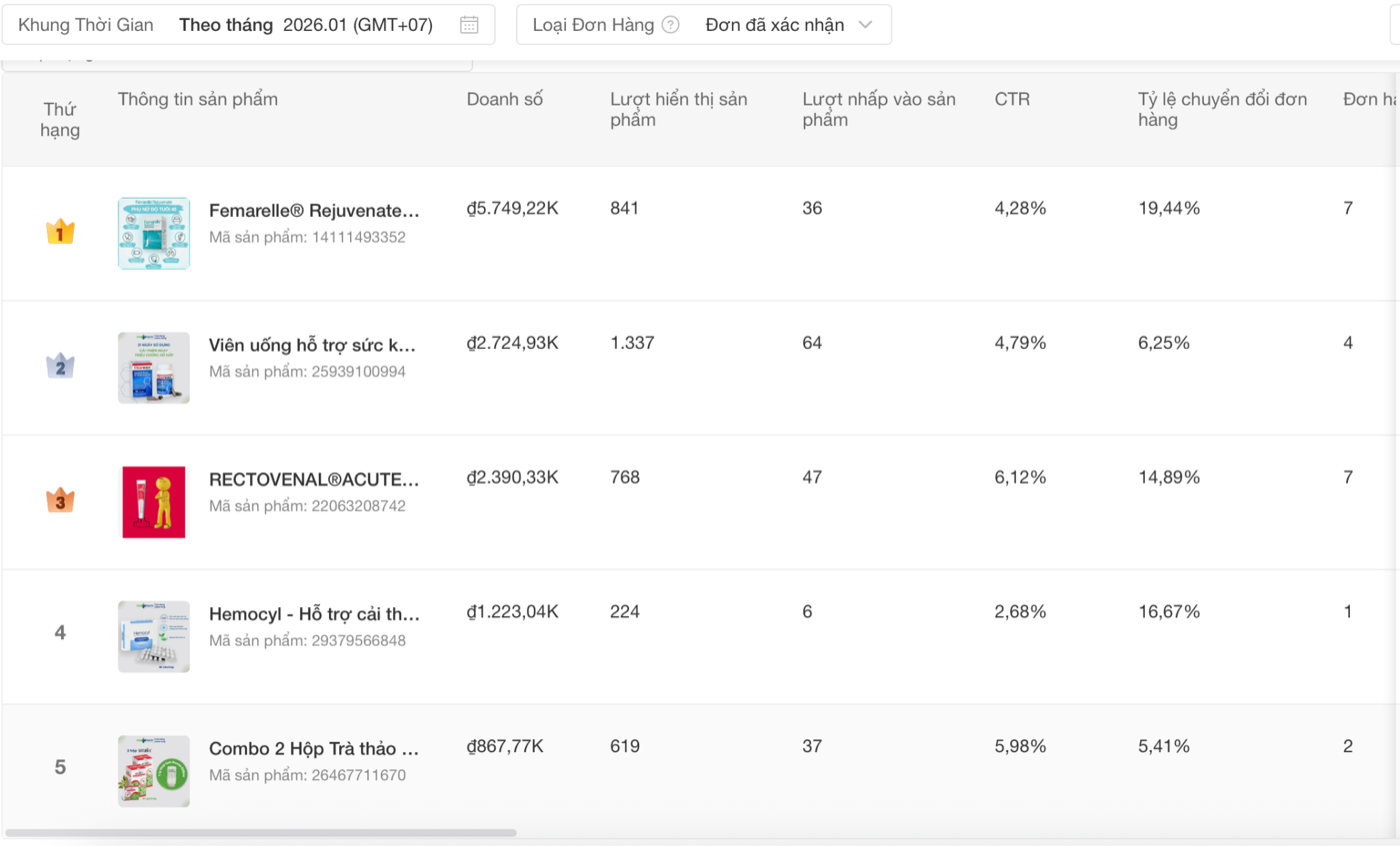 Khung Thời Gian Theo tháng 2026.01 (GMT+07) Loại Đơn Hàng ? Đơn đã xác nhận
Thứ hạng Thông tin sản phẩm Doanh số Lượt hiển thị sản phẩm Lượt nhấp vào sản phẩm CTR Tỷ lệ chuyển đổi đơn hàng Đơn
1 Femarelle® Rejuvenate... ₫5.749,22K 841 36 4,28% 19,44% 7
Mã sản phẩm: 14111493352
2 Viên uống hỗ trợ sức k... ₫2.724,93K 1.337 64 4,79% 6,25% 4
Mã sản phẩm: 25939100994
3 RECTOVENAL®ACUTE... ₫2.390,33K 768 47 6,12% 14,89% 7
Mã sản phẩm: 22063208742
4 Hemocyl - Hỗ trợ cải th... ₫1.223,04K 224 6 2,68% 16,67% 1
Mã sản phẩm: 29379566848
5 Combo 2 Hộp Trà thảo ... ₫867,77K 619 37 5,98% 5,41% 2
Mã sản phẩm: 26467711670